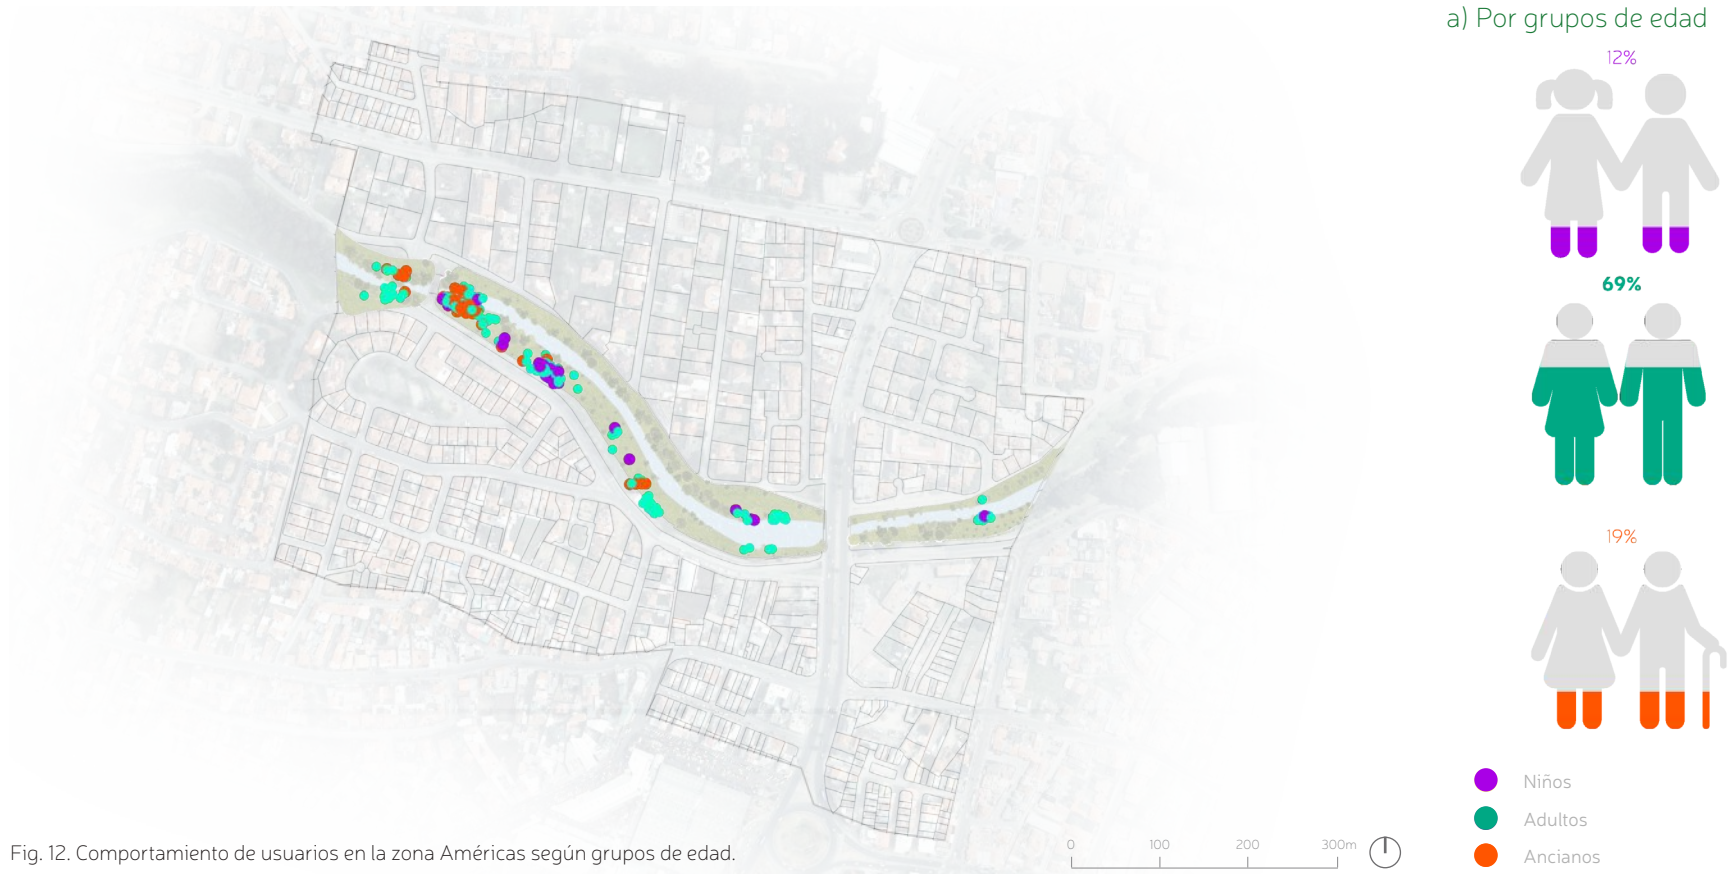 a) Por grupos de edad
12%
69%
19%
Niños
Adultos
Ancianos
0 100 200 300m
Fig. 12. Comportamiento de usuarios en la zona Américas según grupos de edad.